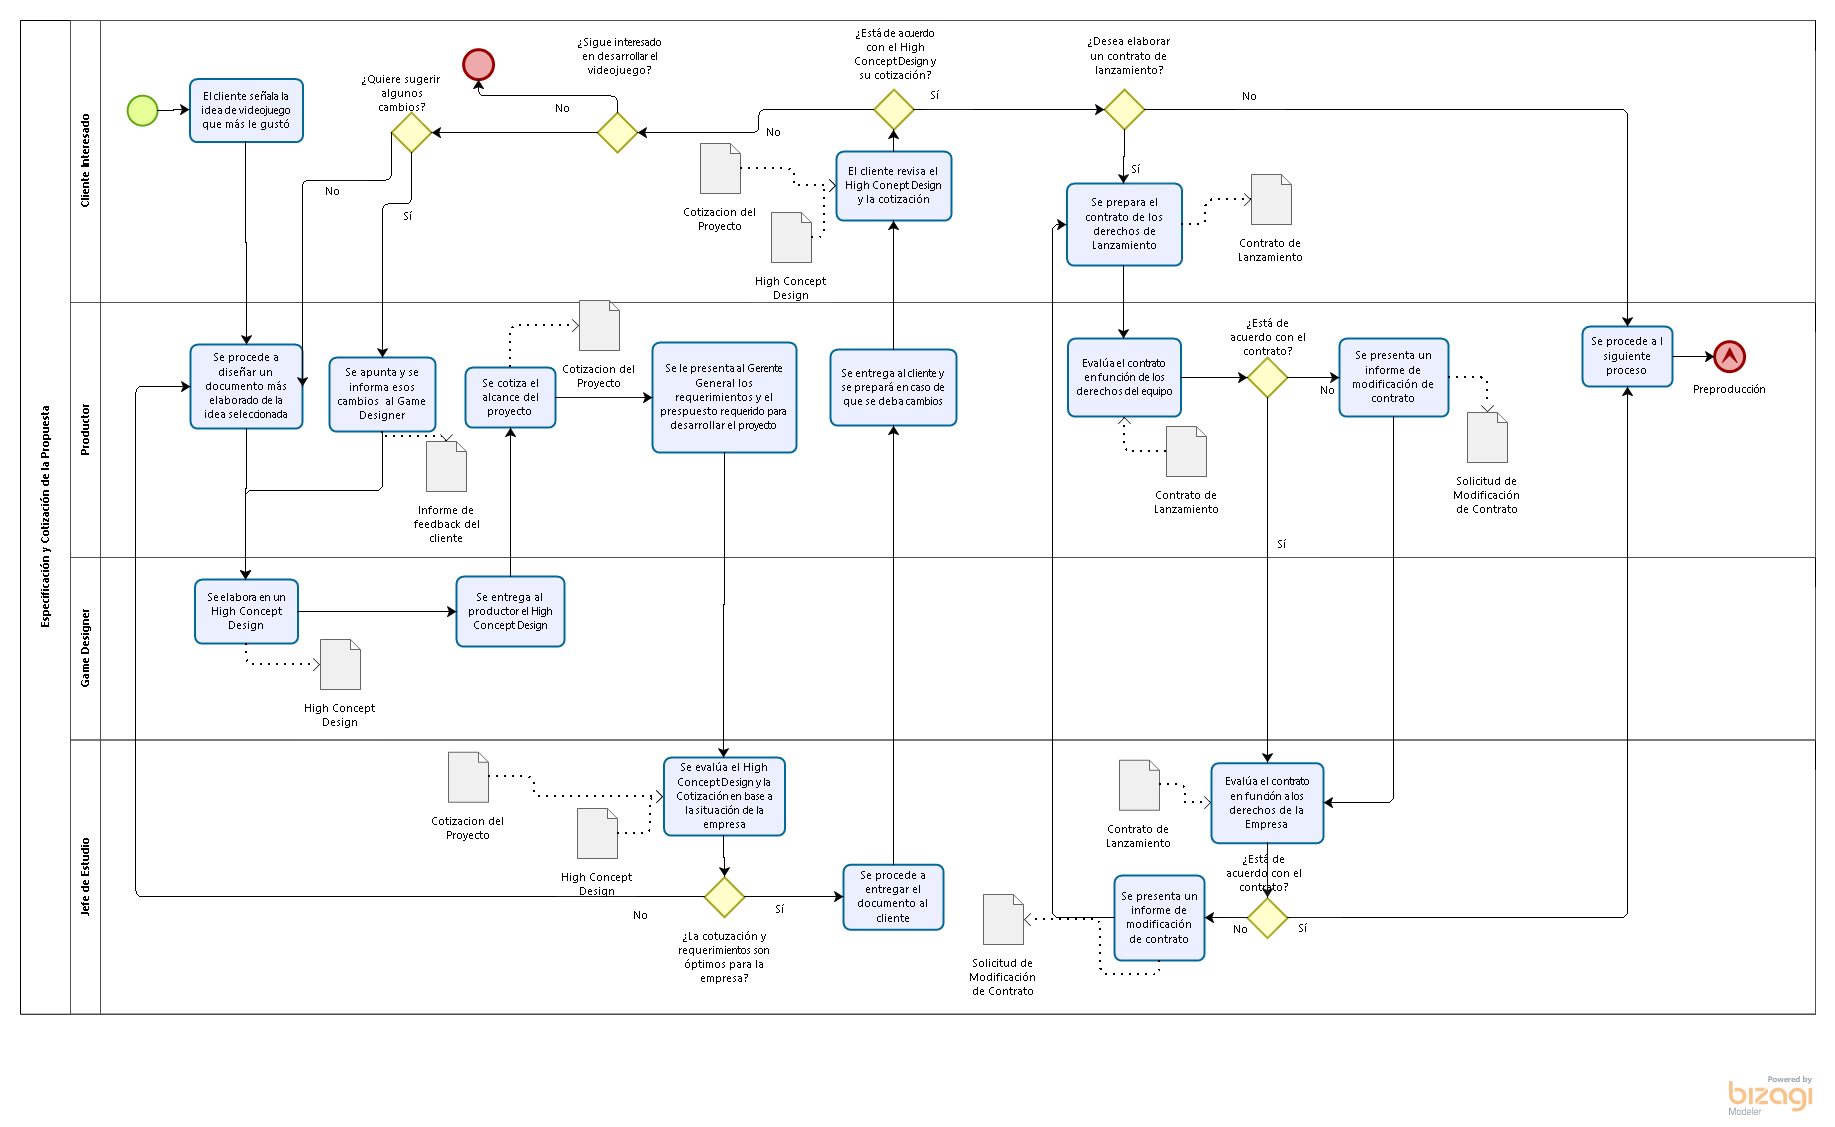 Especificación y Cotización de la Propuesta
Cliente Interesado
El cliente señala la
idea de videojuego
que más le gustó
¿Quiere sugerir
algunos
cambios?
No
Sí
¿Sigue interesado
en desarrollar el
videojuego?
No
¿Está de acuerdo
con el High
Concept Design y
su cotización?
No
Sí
Cotizacion del
Proyecto
High Concept
Design
El cliente revisa el
High Conept Design
y la cotización
¿Desea elaborar
un contrato de
lanzamiento?
No
Sí
Se prepara el
contrato de los
derechos de
Lanzamiento
Contrato de
Lanzamiento
Productor
Se procede a
diseñar un
documento más
elaborado de la
idea seleccionada
Se apunta y se
informa esos
cambios al Game
Designer
Informe de
feedback del
cliente
Se cotiza el
alcance del
proyecto
Cotizacion del
Proyecto
Se le presenta al Gerente
General los
requerimientos y el
prespuesto requerido para
desarrollar el proyecto
Se entrega al cliente y
se prepará en caso de
que se deba cambios
Evalúa el contrato
en función de los
derechos del equipo
Contrato de
Lanzamiento
¿Está de
acuerdo con el
contrato?
No
Sí
Se presenta un
informe de
modificación de
contrato
Solicitud de
Modificación
de Contrato
Se procede a l
siguiente
proceso
Preproducción
Game Designer
Se elabora en un
High Concept
Design
High Concept
Design
Se entrega al
productor el High
Concept Design
Jefe de Estudio
Cotizacion del
Proyecto
High Concept
Design
Se evalúa el High
Concept Design y la
Cotización en base a
la situación de la
empresa
No
Sí
¿La cotuzación y
requerimientos son
óptimos para la
empresa?
Se procede a
entregar el
documento al
cliente
Contrato de
Lanzamiento
Evalúa el contrato
en función a los
derechos de la
Empresa
¿Está de
acuerdo con el
contrato?
No
Sí
Se presenta un
informe de
modificación
de contrato
Solicitud de
Modificación
de Contrato
Powered by
bizagi
Modeler